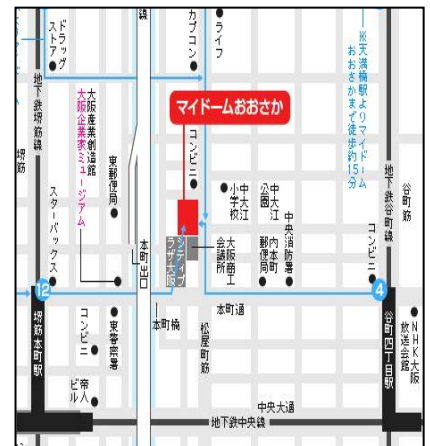 ドラッグ
ストア
地下鉄堺筋線
堺筋
大阪産業創造館
大阪企業家ミュージアム
スターバックス
東郵便局
カプコン
ライフ
※天満橋駅よりマイドーム
おおさかまで徒歩約15分
マイドームおおさか
コンビニ
中大江
小学校
中大江
公園
中央消防署
内本町
郵便局
大阪商工
会議所
シティプ
ラザ大阪
コンビニ
地下鉄谷町線
谷町筋
本町出口
12
4
本町通
本町橋
松屋町筋
堺筋本町駅
コンビニ
東警察署
帝人
ビル
谷町四丁目駅
NHK大阪
放送会館
中央大通
地下鉄中央線